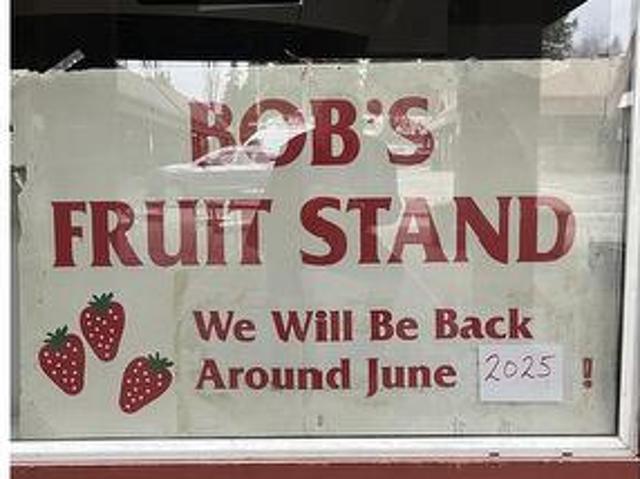 BOB'S
FRUIT STAND
We Will Be Back
Around June 2025 !